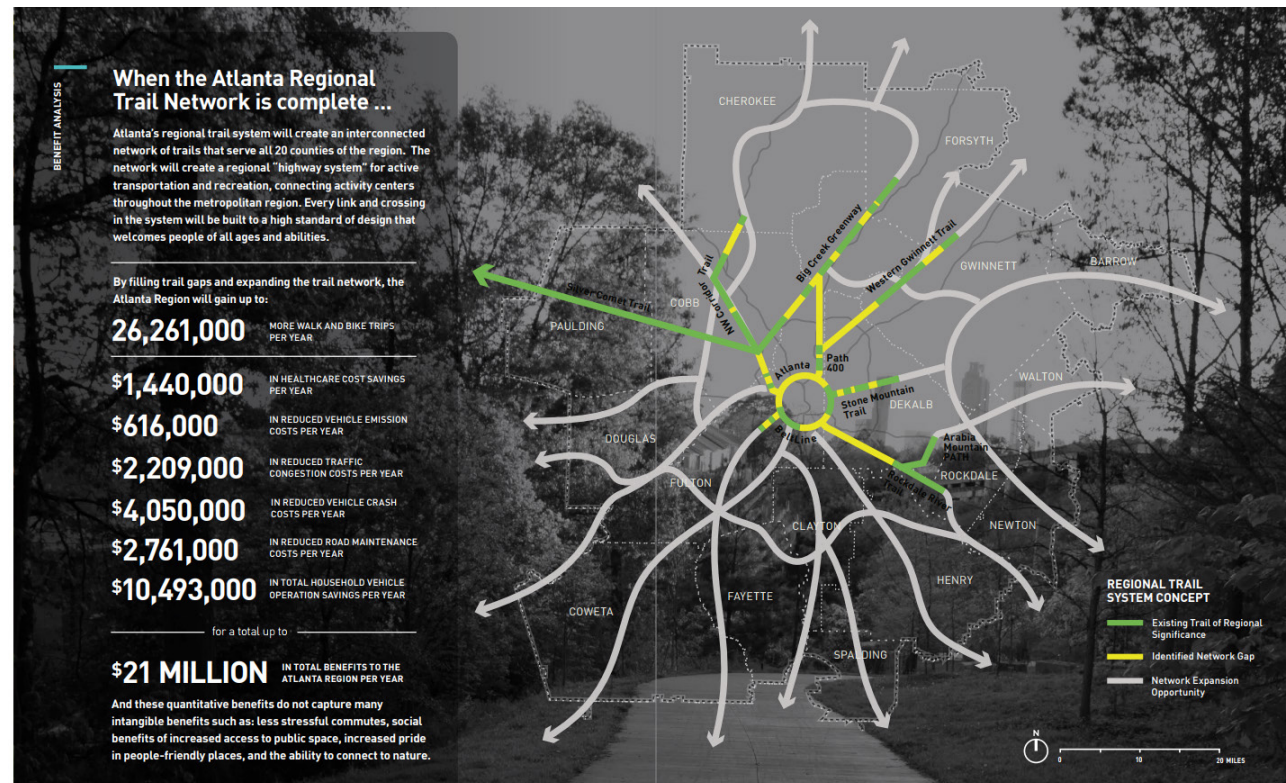 BENEFIT ANALYSIS
When the Atlanta Regional
Trail Network is complete ...
Atlanta's regional trail system will create an interconnected
network of trails that serve all 20 counties of the region. The
network will create a regional "highway system" for active
transportation and recreation, connecting activity centers
throughout the metropolitan region. Every link and crossing
in the system will be built to a high standard of design that
welcomes people of all ages and abilities.
By filling trail gaps and expanding the trail network, the
Atlanta Region will gain up to:
26,261,000 MORE WALK AND BIKE TRIPS
PER YEAR
$1,440,000 IN HEALTHCARE COST SAVINGS
PER YEAR
$616,000 IN REDUCED VEHICLE EMISSION
COSTS PER YEAR
$2,209,000 IN REDUCED TRAFFIC
CONGESTION COSTS PER YEAR
$4,050,000 IN REDUCED VEHICLE CRASH
COSTS PER YEAR
$2,761,000 IN REDUCED ROAD MAINTENANCE
COSTS PER YEAR
$10,493,000 IN TOTAL HOUSEHOLD VEHICLE
OPERATION SAVINGS PER YEAR
for a total up to
$21 MILLION IN TOTAL BENEFITS TO THE
ATLANTA REGION PER YEAR
And these quantitative benefits do not capture many
intangible benefits such as: less stressful commutes, social
benefits of increased access to public space, increased pride
in people-friendly places, and the ability to connect to nature.
CHEROKEE
FORSYTH
Big Creek Greenway
Western Gwinnett Trail
GWINNETT
BARROW
NW Corridor Trail
COBB
Silver Comet Trail
PAULDING
Path
400
Atlanta
BeltLine
WALTON
Stone Mountain
Trail
DEKALB
DOUGLAS
Arabia
Mountain
PATH
FULTON
ROCKDALE
Rockdale River
Trail
CLAYTON
NEWTON
HENRY
FAYETTE
COWETA
SPALDING
REGIONAL TRAIL
SYSTEM CONCEPT
Existing Trail of Regional
Significance
Identified Network Gap
Network Expansion
Opportunity
N
0 10 20 MILES